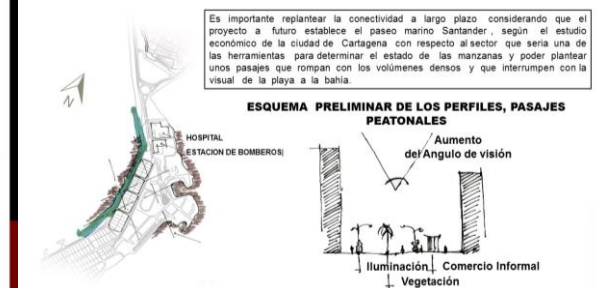 Es importante replantear la conectividad a largo plazo considerando que el
proyecto a futuro establece el paseo marino Santander , según el estudio
económico de la ciudad de Cartagena con respecto al sector que seria una de
las herramientas para determinar el estado de las manzanas y poder plantear
unos pasajes que rompan con los volúmenes densos y que interrumpen con la
visual de la playa a la bahía.
ESQUEMA PRELIMINAR DE LOS PERFILES, PASAJES
PEATONALES
HOSPITAL
ESTACION DE BOMBEROS
Aumento
del Angulo de visión
Iluminación Comercio Informal
Vegetación
N